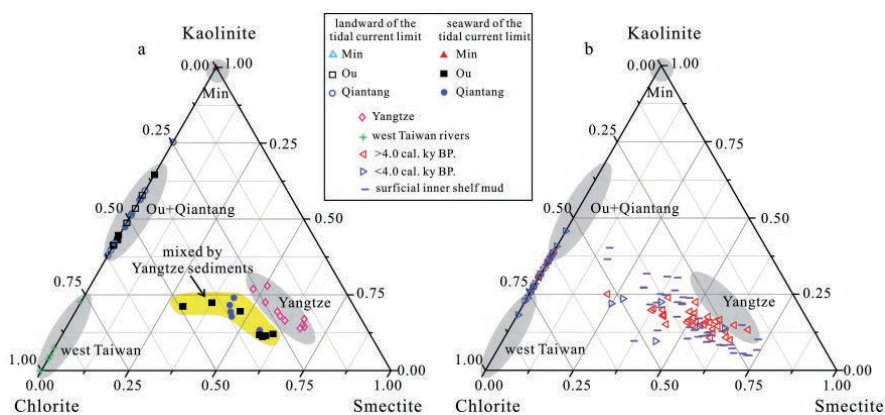 Kaolinite
a
0.00
1.00
Min
0.25
0.75
Ou+Qiantang
0.50
0.50
mixed by
Yangtze sediments
0.75
0.25
Yangtze
west Taiwan
1.00
0.00
0.00
0.25
0.50
0.75
1.00
Chlorite
Smectite
landward of the
tidal current limit
Min
Ou
Qiantang
seaward of the
tidal current limit
Min
Ou
Qiantang
Yangtze
west Taiwan rivers
>4.0 cal. ky BP.
<4.0 cal. ky BP.
surficial inner shelf mud
Kaolinite
b
0.00
1.00
Min
0.25
0.75
Ou+Qiantang
0.50
0.50
0.75
0.25
Yangtze
west Taiwan
1.00
0.00
0.00
0.25
0.50
0.75
1.00
Chlorite
Smectite